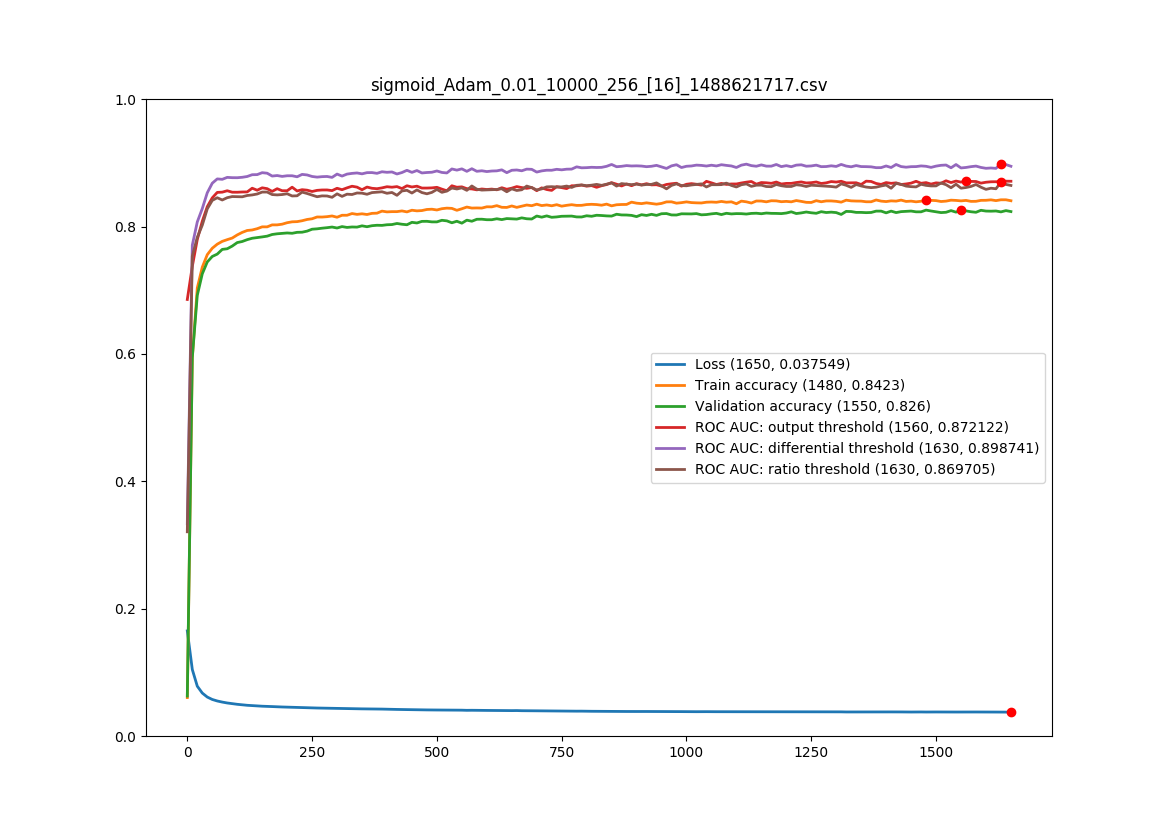 sigmoid_Adam_0.01_10000_256_[16]_1488621717.csv
1.0
0.8
0.6
0.4
0.2
0.0
Loss (1650, 0.037549)
Train accuracy (1480, 0.8423)
Validation accuracy (1550, 0.826)
ROC AUC: output threshold (1560, 0.872122)
ROC AUC: differential threshold (1630, 0.898741)
ROC AUC: ratio threshold (1630, 0.869705)
0 250 500 750 1000 1250 1500